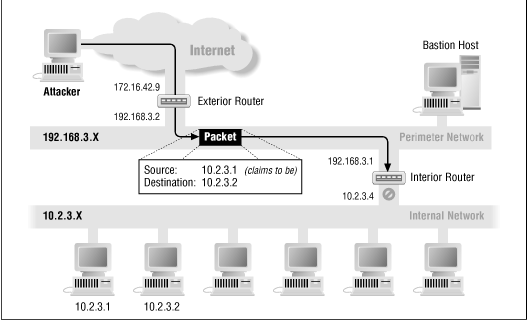 Internet
Bastion Host
Attacker
172.16.42.9
Exterior Router
192.168.3.2
192.168.3.X
Packet
Perimeter Network
192.168.3.1
Source: 10.2.3.1 (claims to be)
Destination: 10.2.3.2
Interior Router
10.2.3.4
10.2.3.X
Internal Network
10.2.3.1
10.2.3.2